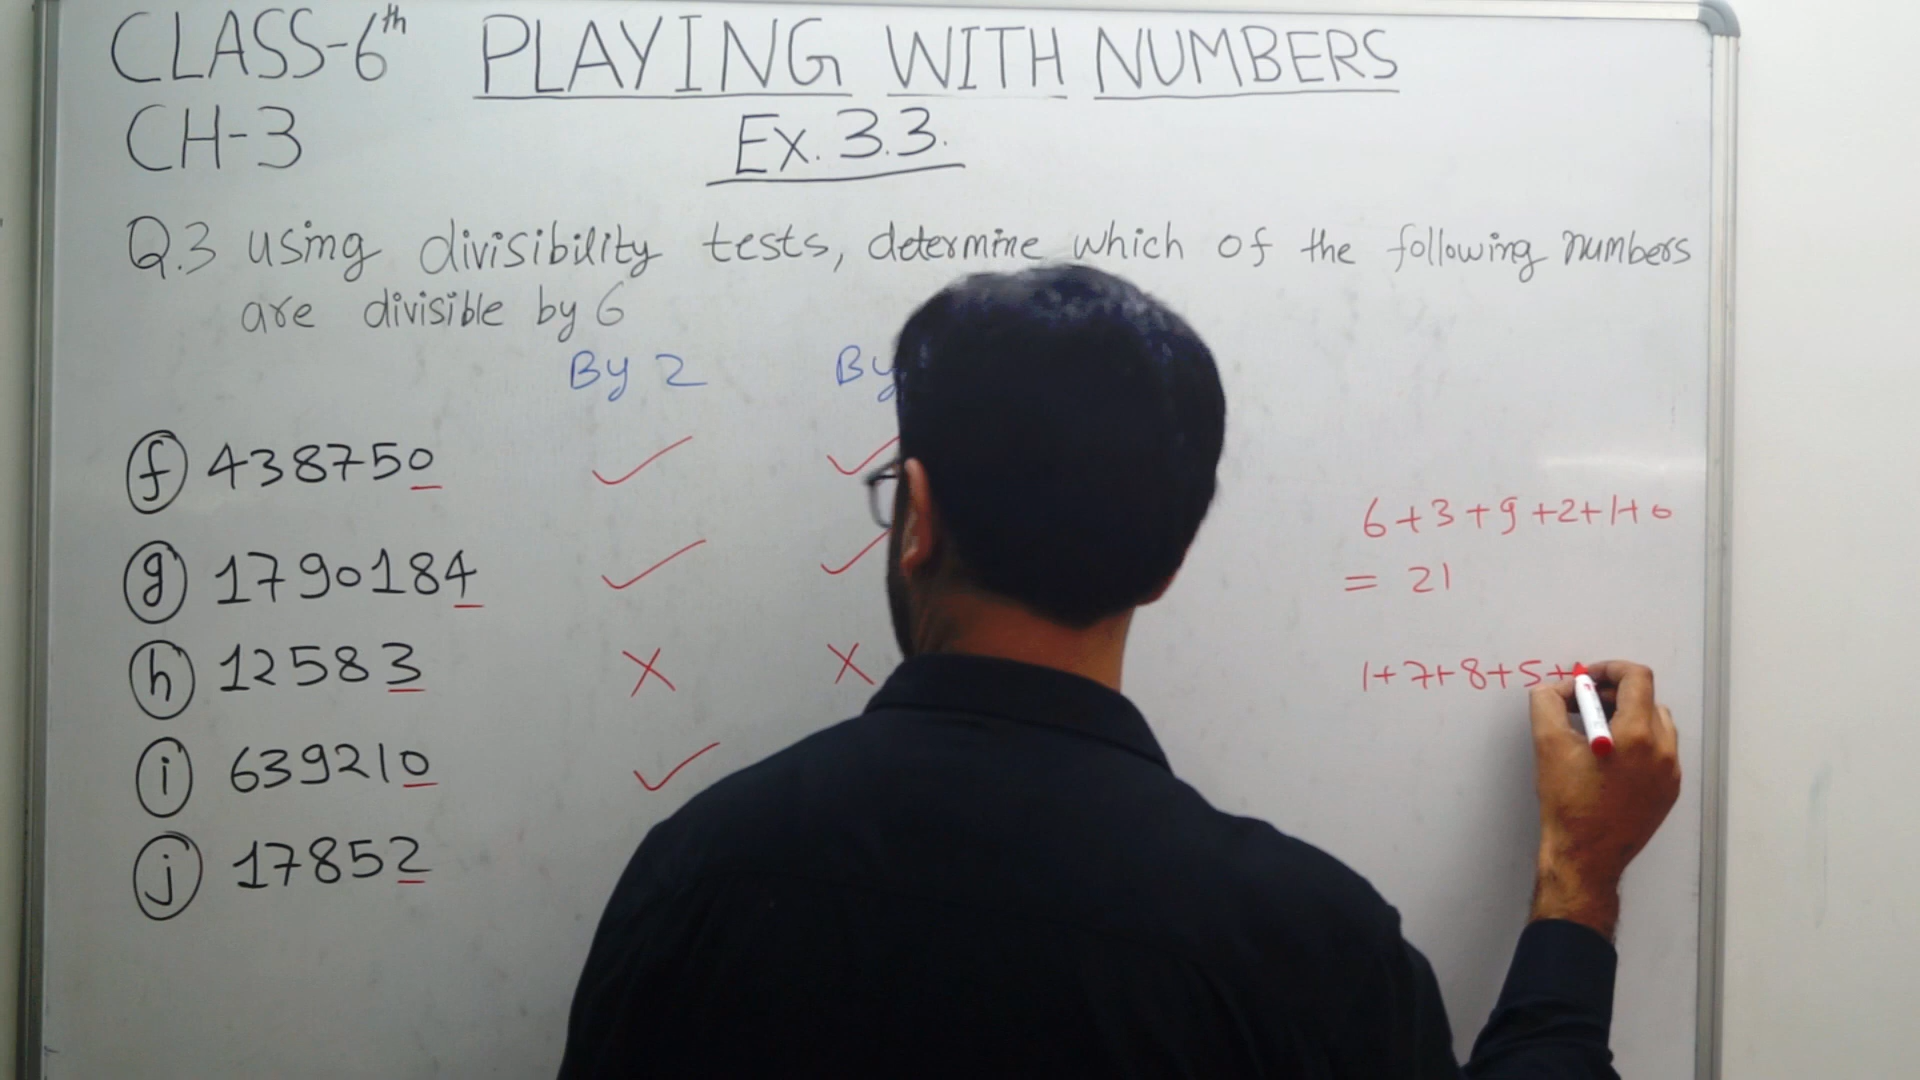 CLASS-6th PLAYING WITH NUMBERS
CH-3 Ex. 3.3.
Q.3 using divisibility tests, determine which of the following numbers
are divisible by 6
By 2 By
f 438750
g 1790184
h 12583
i 639210
j 17852
6+3+9+2+1+0
= 21
1+7+8+5+